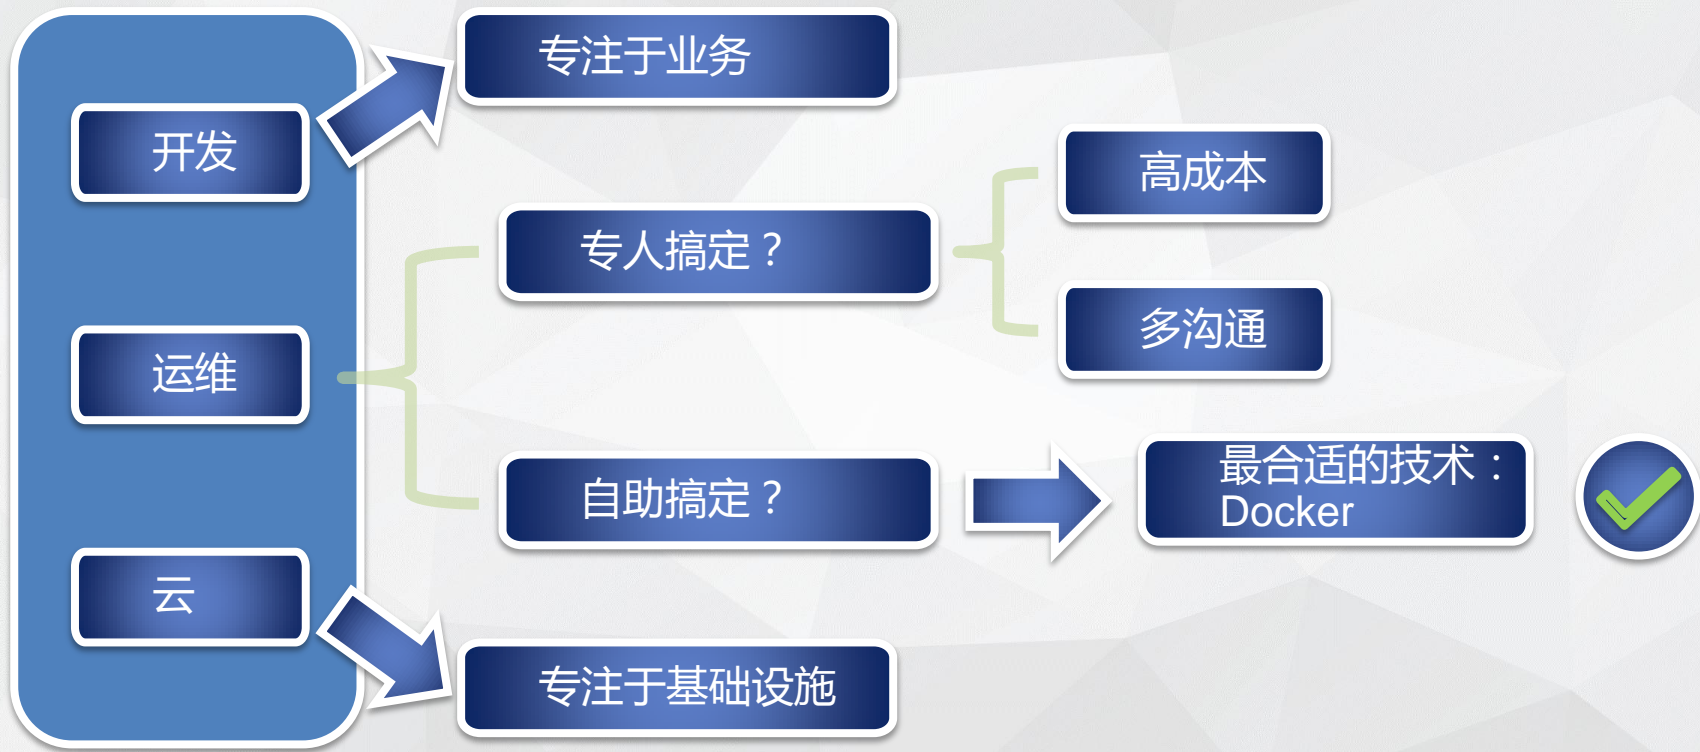 专注于业务
开发
高成本
专人搞定？
多沟通
运维
最合适的技术：
Docker
自助搞定？
云
专注于基础设施